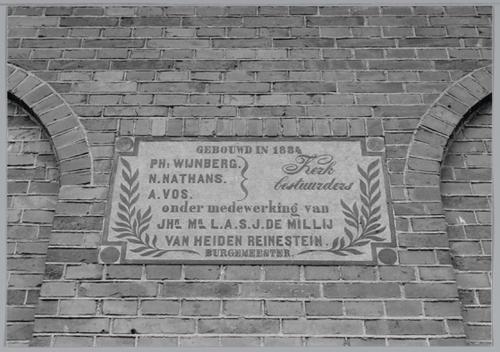 GEBOUWD IN 1884
PH: WIJNBERG. Kerk
N. NATHANS. bestuurders
A. VOS.
onder medewerking van
JHR. MR. L.A.S.J. DE MILLIJ
VAN HEIDEN REINESTEIN.
BURGEMEESTER.